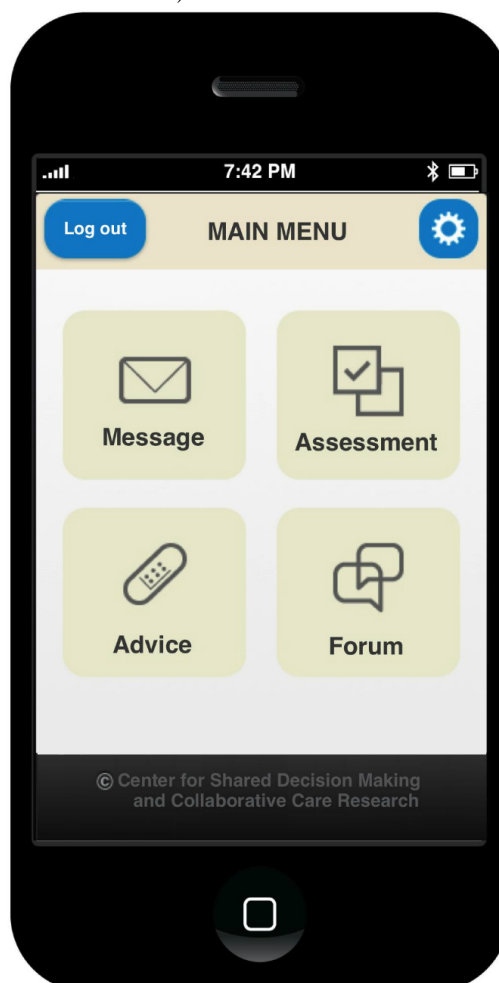 7:42 PM
Log out
MAIN MENU
Message
Assessment
Advice
Forum
© Center for Shared Decision Making
and Collaborative Care Research